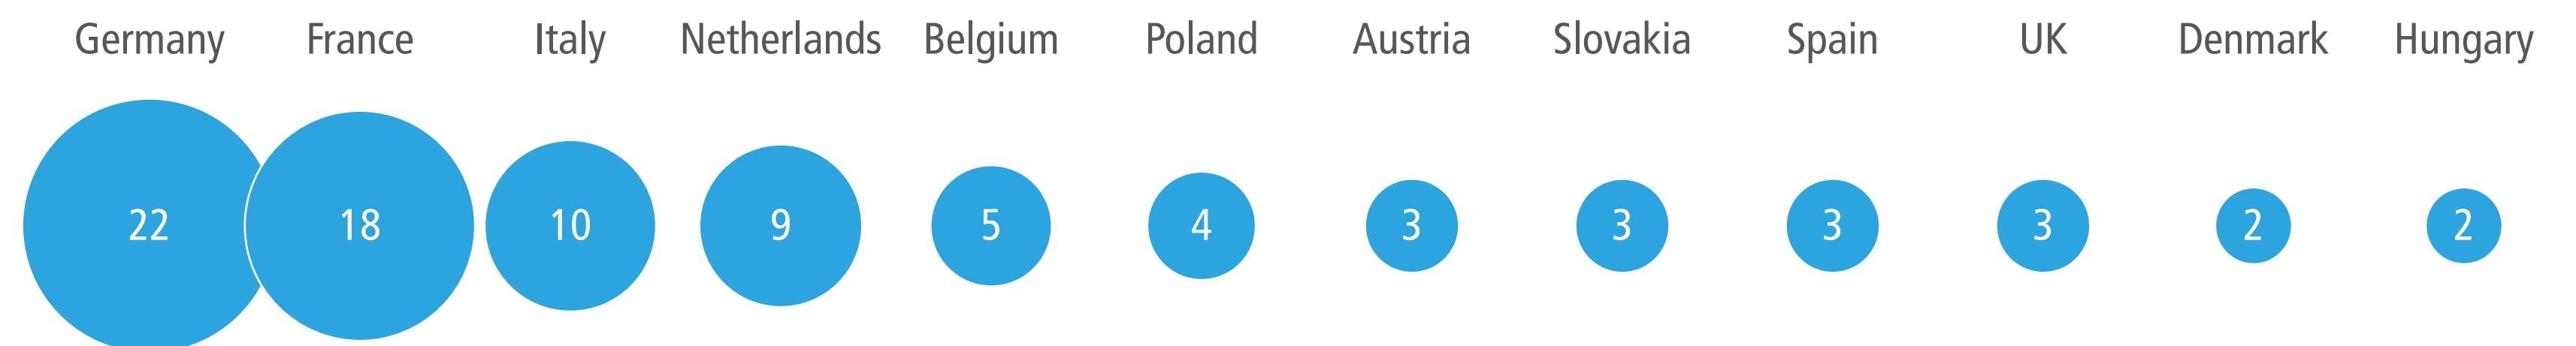 Germany France Italy Netherlands Belgium Poland Austria Slovakia Spain UK Denmark Hungary
22 18 10 9 5 4 3 3 3 3 2 2